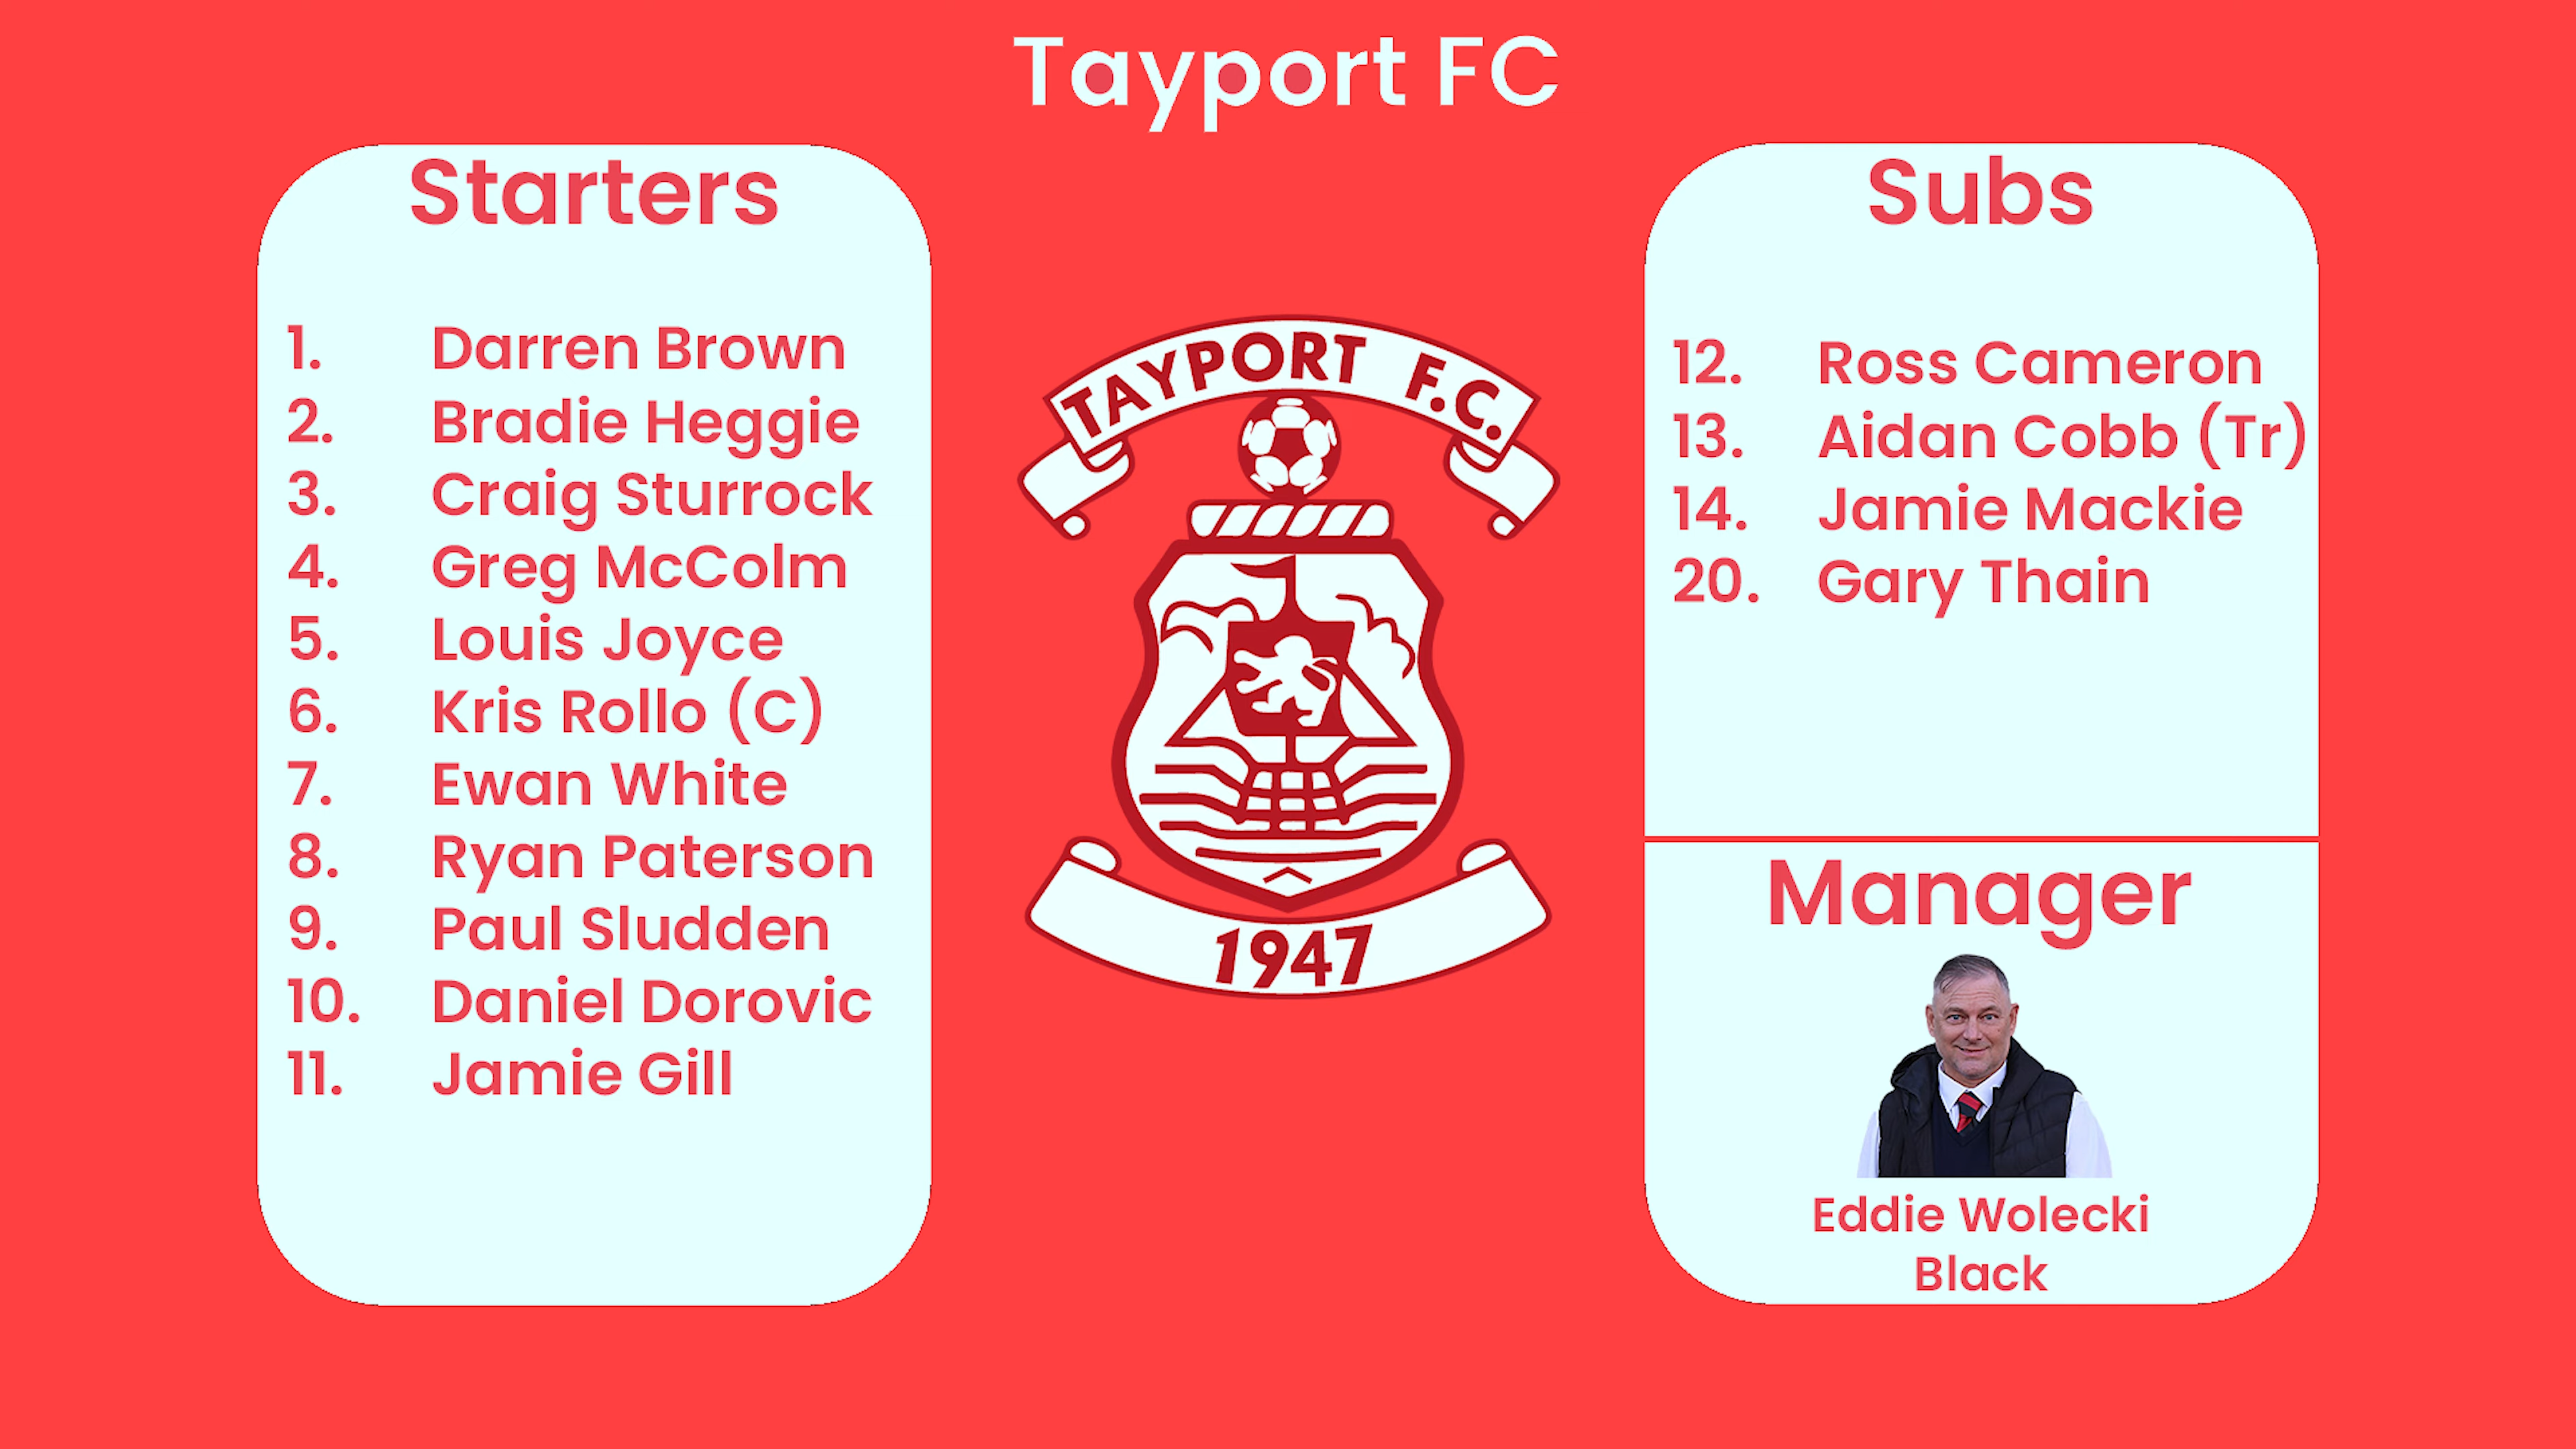 Tayport FC
Starters
1. Darren Brown
2. Bradie Heggie
3. Craig Sturrock
4. Greg McColm
5. Louis Joyce
6. Kris Rollo (C)
7. Ewan White
8. Ryan Paterson
9. Paul Sludden
10. Daniel Dorovic
11. Jamie Gill
TAYPORT F.C.
1947
Subs
12. Ross Cameron
13. Aidan Cobb (Tr)
14. Jamie Mackie
20. Gary Thain
Manager
Eddie Wolecki
Black